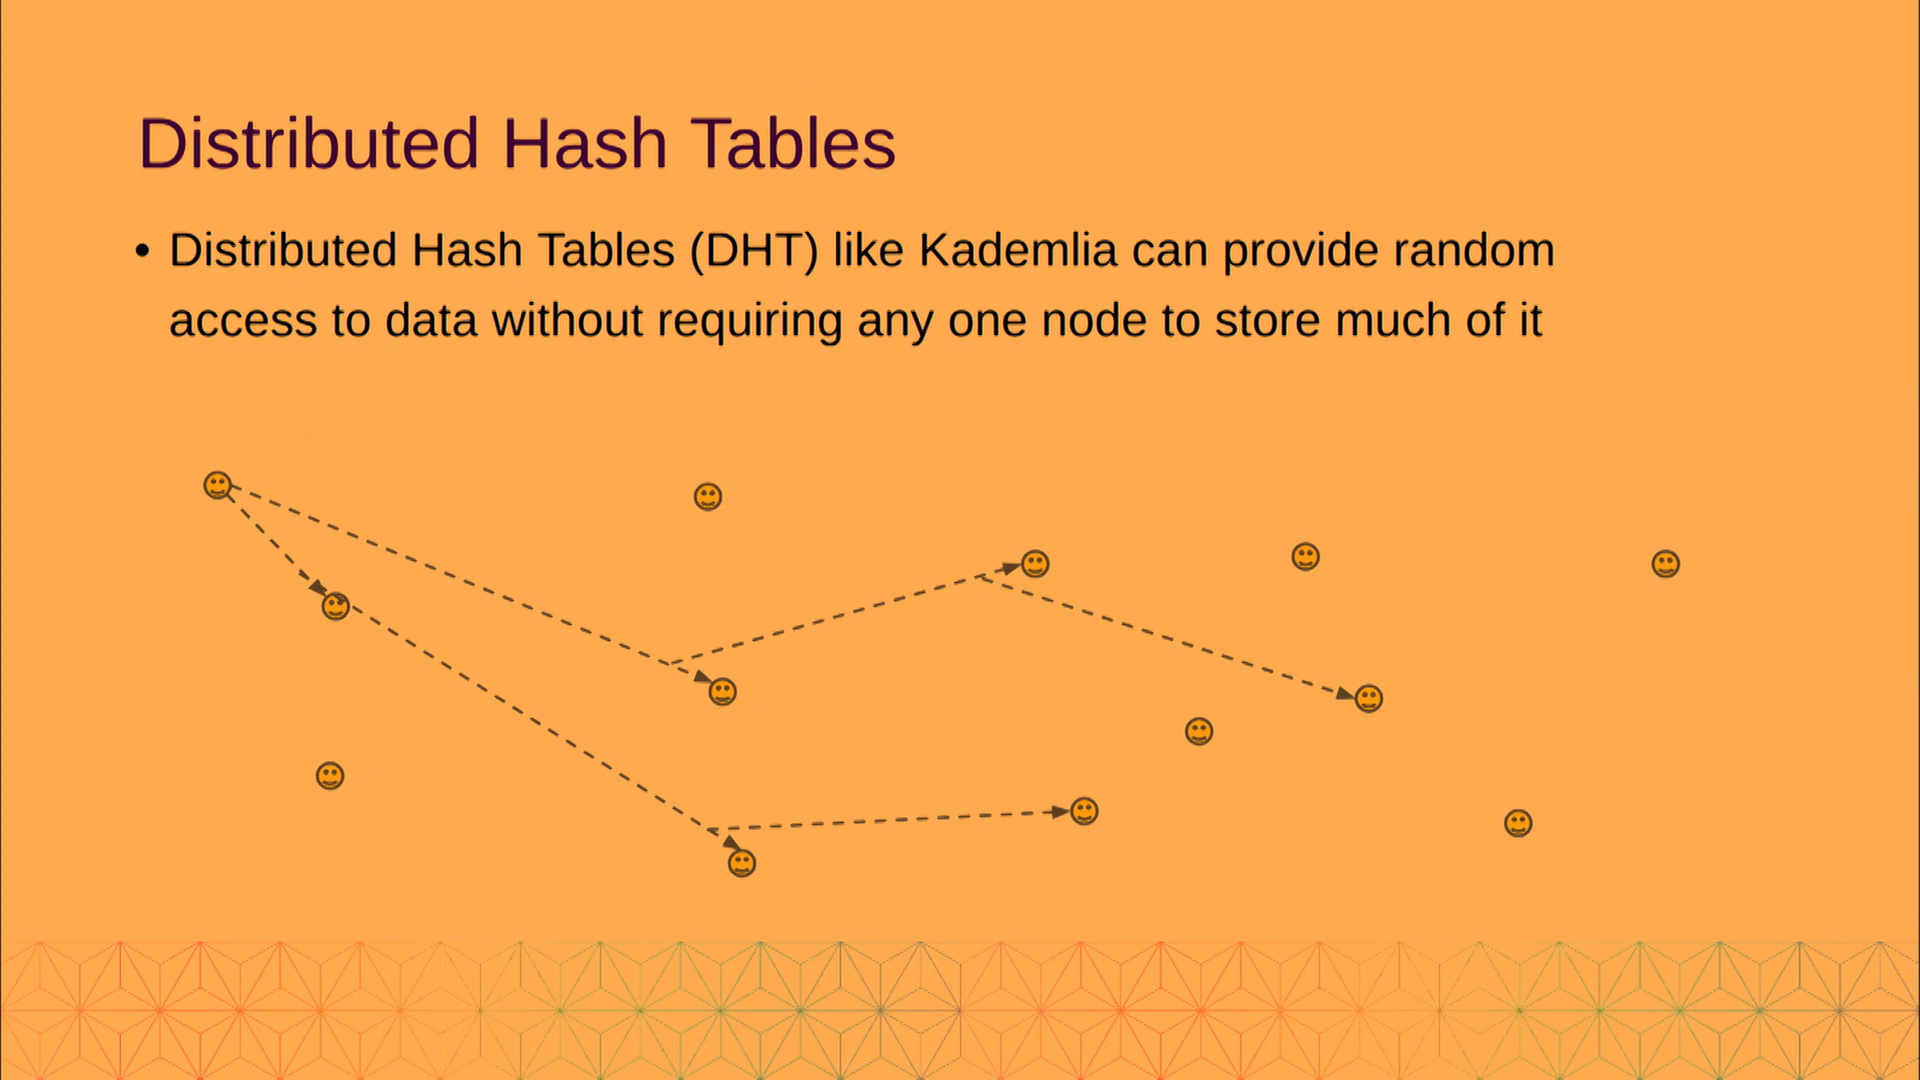 Distributed Hash Tables
• Distributed Hash Tables (DHT) like Kademlia can provide random
access to data without requiring any one node to store much of it